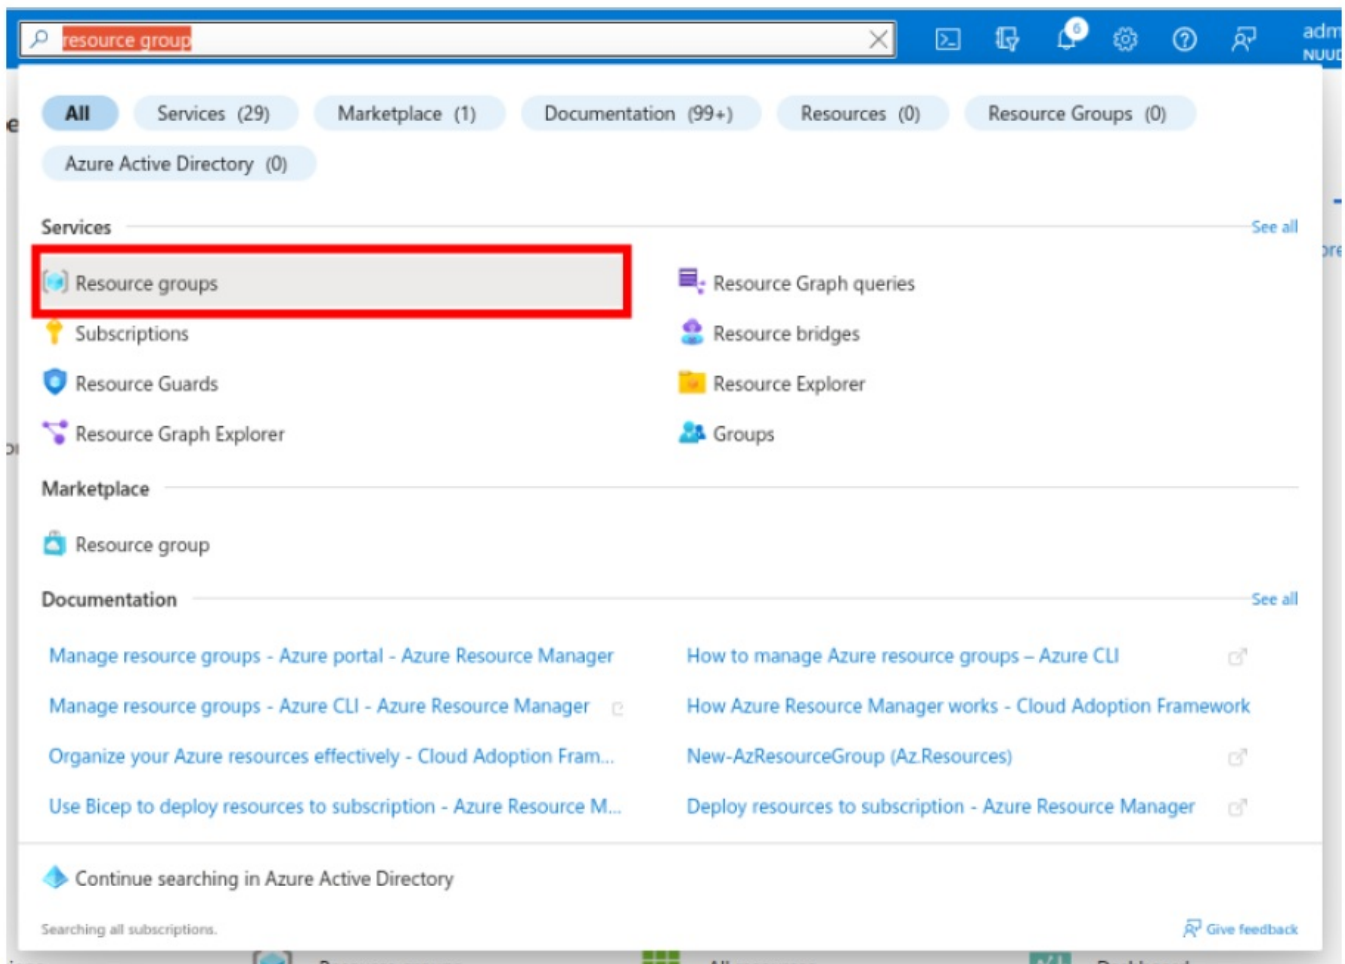 resource group
6
adm
NUUD
All
Services (29)
Marketplace (1)
Documentation (99+)
Resources (0)
Resource Groups (0)
Azure Active Directory (0)
Services
See all
Resource groups
Resource Graph queries
Subscriptions
Resource bridges
Resource Guards
Resource Explorer
Resource Graph Explorer
Groups
Marketplace
Resource group
Documentation
See all
Manage resource groups - Azure portal - Azure Resource Manager
How to manage Azure resource groups – Azure CLI
Manage resource groups - Azure CLI - Azure Resource Manager
How Azure Resource Manager works - Cloud Adoption Framework
Organize your Azure resources effectively - Cloud Adoption Fram...
New-AzResourceGroup (Az.Resources)
Use Bicep to deploy resources to subscription - Azure Resource M...
Deploy resources to subscription - Azure Resource Manager
Continue searching in Azure Active Directory
Searching all subscriptions.
Give feedback